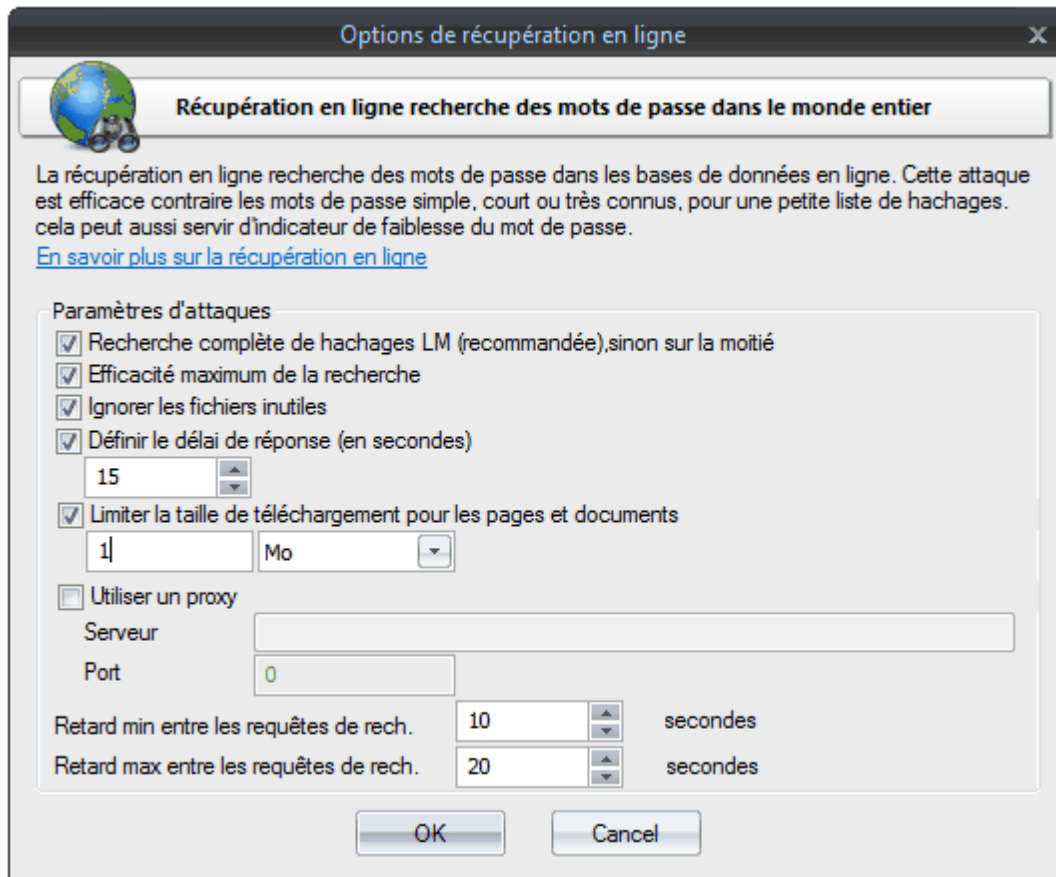 Options de récupération en ligne
Récupération en ligne recherche des mots de passe dans le monde entier
La récupération en ligne recherche des mots de passe dans les bases de données en ligne. Cette attaque
est efficace contraire les mots de passe simple, court ou très connus, pour une petite liste de hachages.
cela peut aussi servir d'indicateur de faiblesse du mot de passe.
En savoir plus sur la récupération en ligne
Paramètres d'attaques
Recherche complète de hachages LM (recommandée),sinon sur la moitié
Efficacité maximum de la recherche
Ignorer les fichiers inutiles
Définir le délai de réponse (en secondes)
15
Limiter la taille de téléchargement pour les pages et documents
1 Mo
Utiliser un proxy
Serveur
Port 0
Retard min entre les requêtes de rech. 10 secondes
Retard max entre les requêtes de rech. 20 secondes
OK Cancel